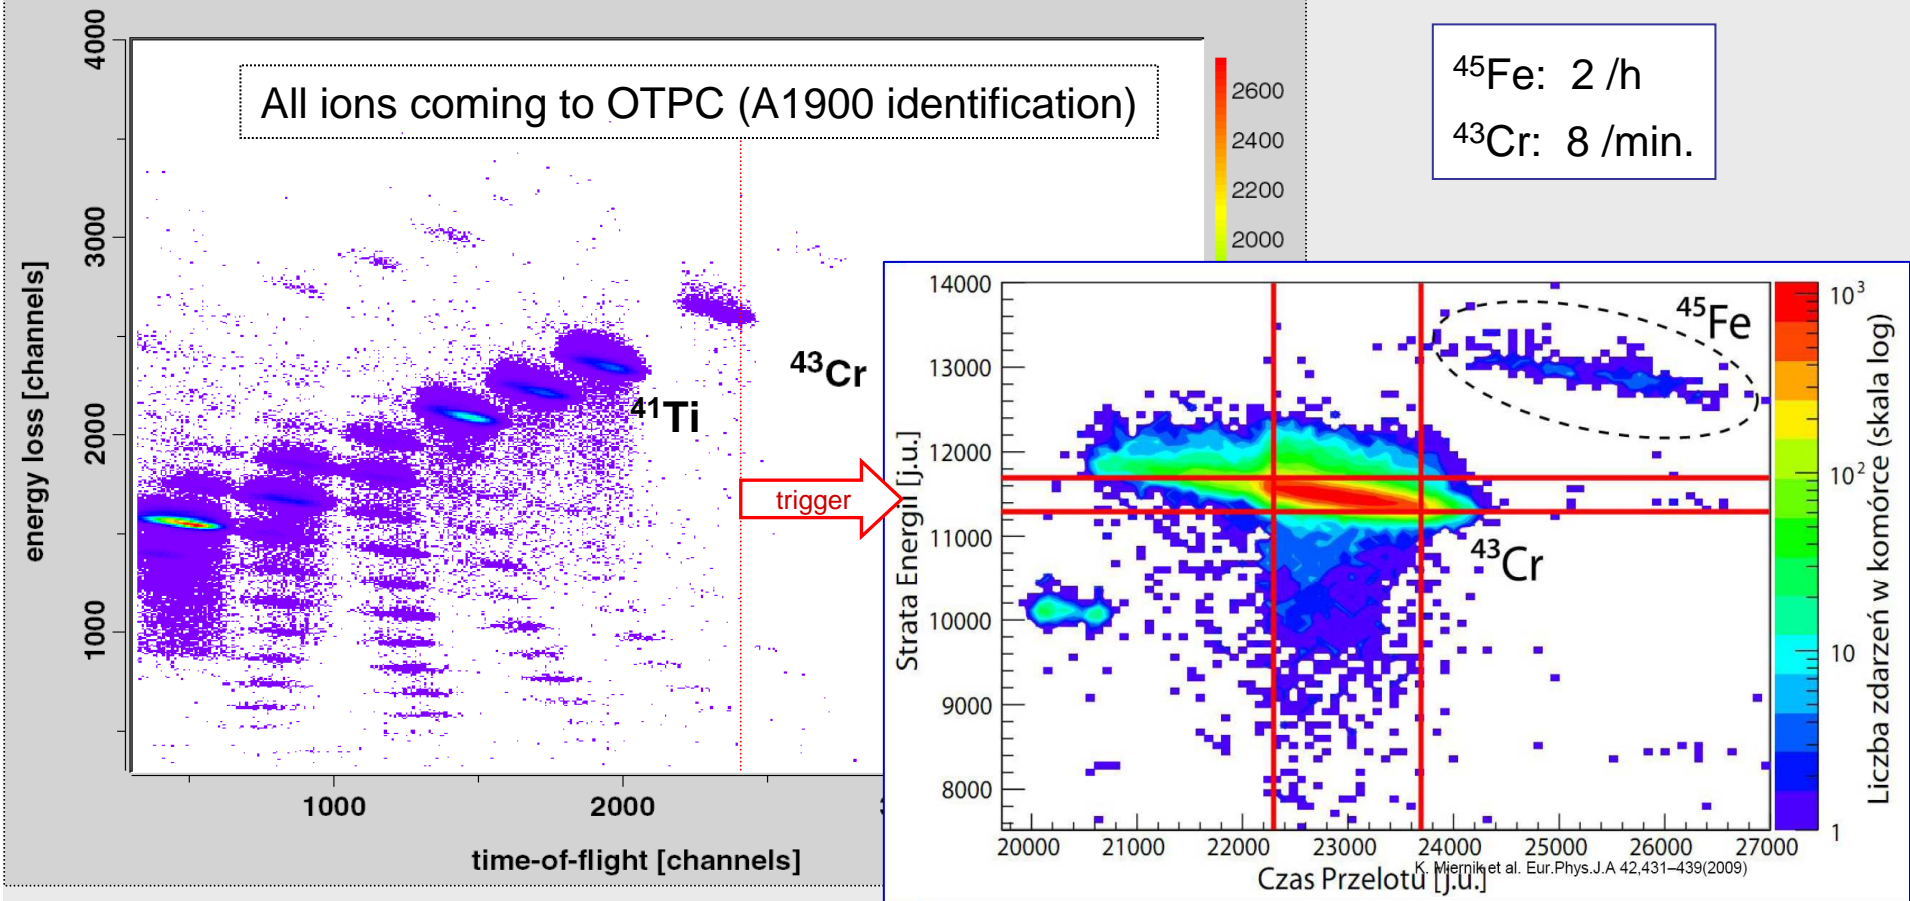 All ions coming to OTPC (A1900 identification)
4000
3000
2000
1000
energy loss [channels]
1000
2000
time-of-flight [channels]
2600
2400
2200
2000
⁴³Cr
⁴¹Ti
trigger
⁴⁵Fe: 2 /h
⁴³Cr: 8 /min.
14000
13000
12000
11000
10000
9000
8000
Strata Energii [j.u.]
⁴⁵Fe
⁴³Cr
20000
21000
22000
23000
24000
25000
26000
27000
Czas Przelotu [j.u.]
K. Miernik et al. Eur.Phys.J.A 42,431–439(2009)
10³
10²
10
1
Liczba zdarzeń w komórce (skala log)